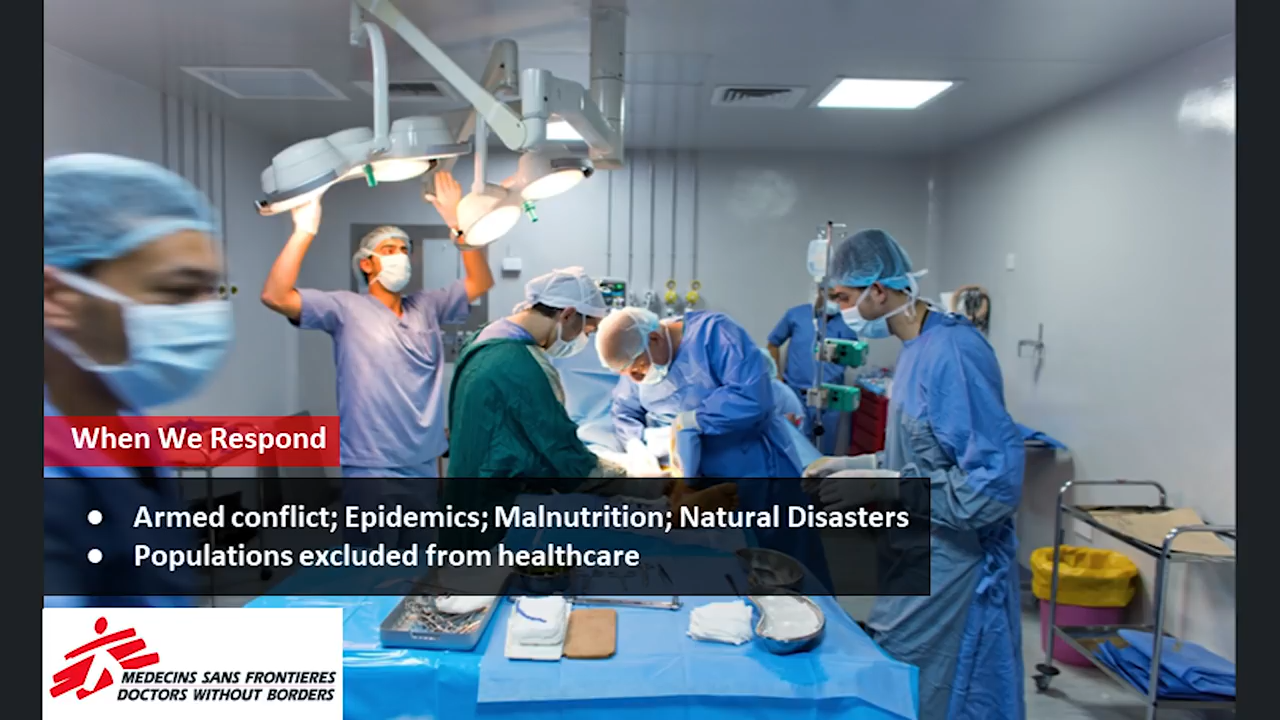 When We Respond
● Armed conflict; Epidemics; Malnutrition; Natural Disasters
● Populations excluded from healthcare
MEDECINS SANS FRONTIERES
DOCTORS WITHOUT BORDERS